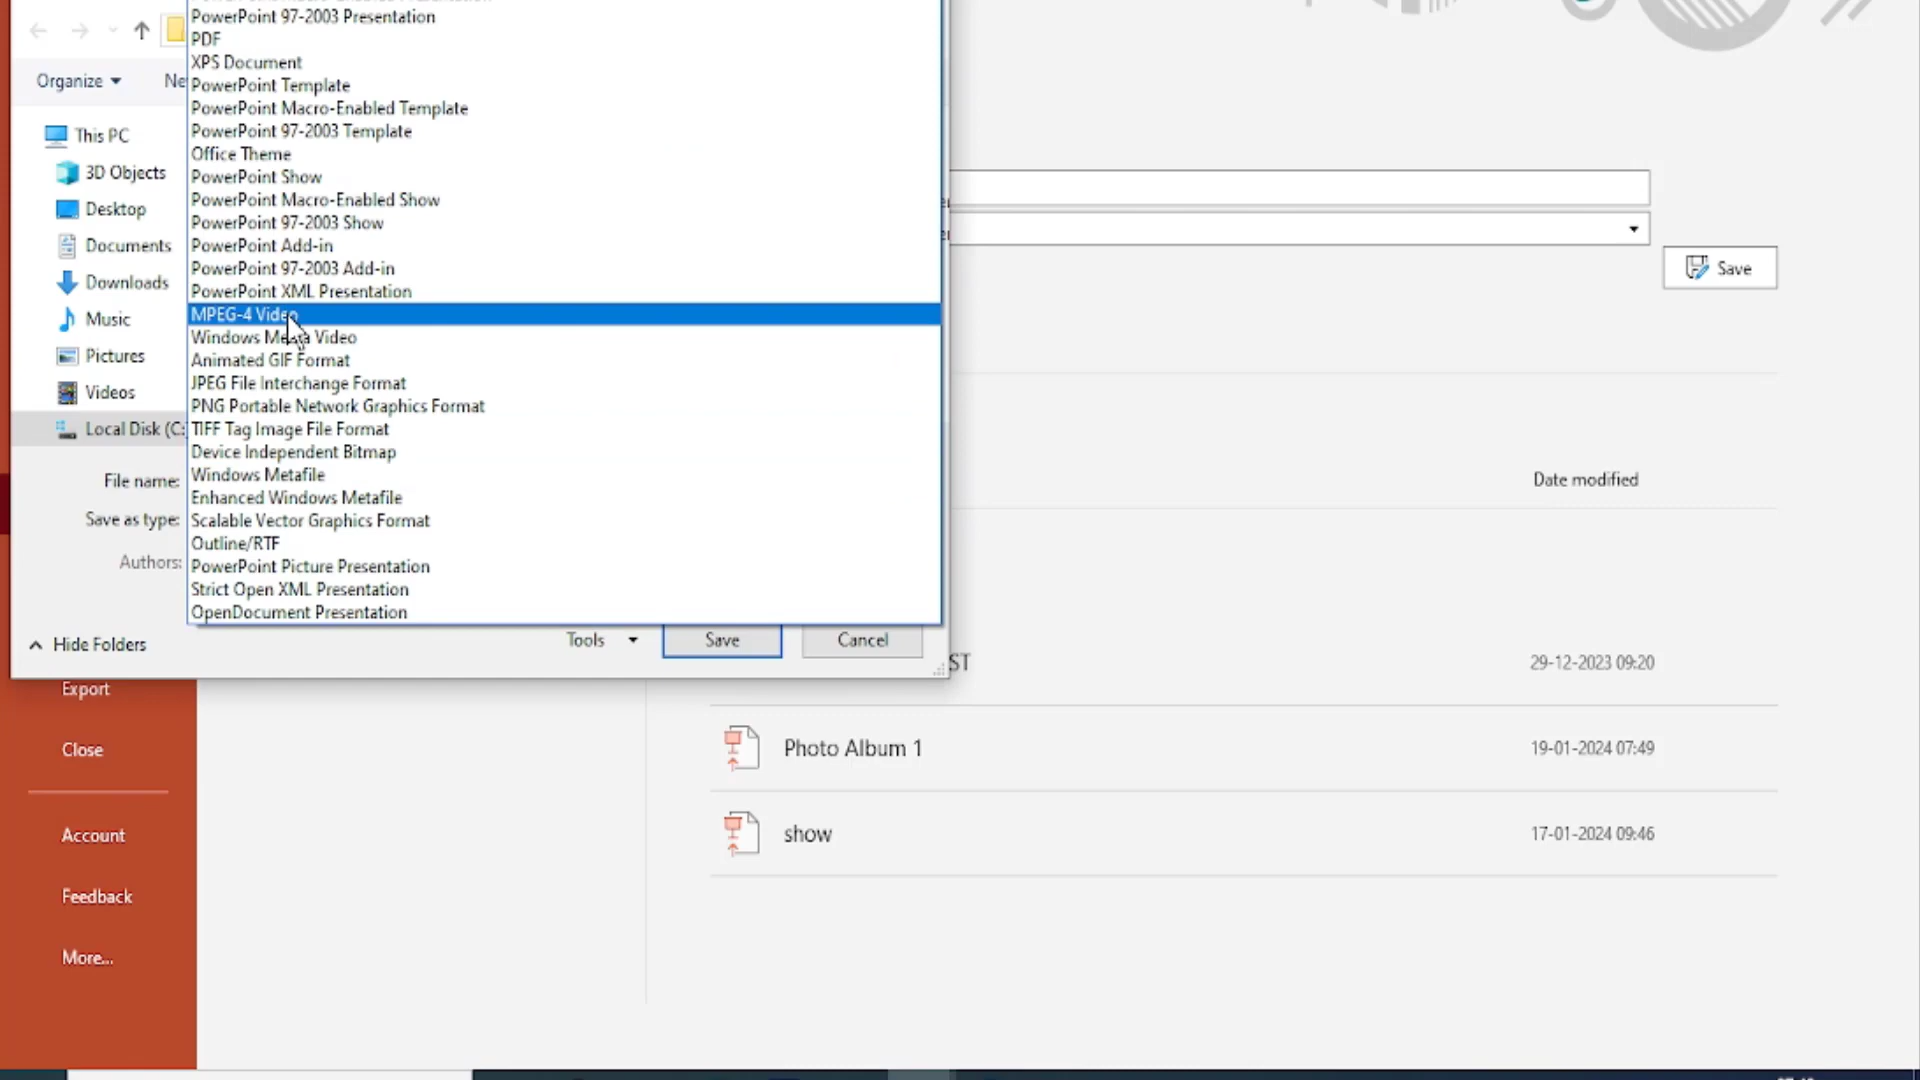 PowerPoint Macro-Enabled Presentation
PowerPoint 97-2003 Presentation
PDF
XPS Document
PowerPoint Template
PowerPoint Macro-Enabled Template
PowerPoint 97-2003 Template
Office Theme
PowerPoint Show
PowerPoint Macro-Enabled Show
PowerPoint 97-2003 Show
PowerPoint Add-in
PowerPoint 97-2003 Add-in
PowerPoint XML Presentation
MPEG-4 Video
Windows Media Video
Animated GIF Format
JPEG File Interchange Format
PNG Portable Network Graphics Format
TIFF Tag Image File Format
Device Independent Bitmap
Windows Metafile
Enhanced Windows Metafile
Scalable Vector Graphics Format
Outline/RTF
PowerPoint Picture Presentation
Strict Open XML Presentation
OpenDocument Presentation
Organize
Ne
This PC
3D Objects
Desktop
Documents
Downloads
Music
Pictures
Videos
Local Disk (C:
File name:
Save as type:
Authors:
Hide Folders
Tools
Save
Cancel
Save
Date modified
ST
29-12-2023 09:20
Photo Album 1
19-01-2024 07:49
show
17-01-2024 09:46
Export
Close
Account
Feedback
More...